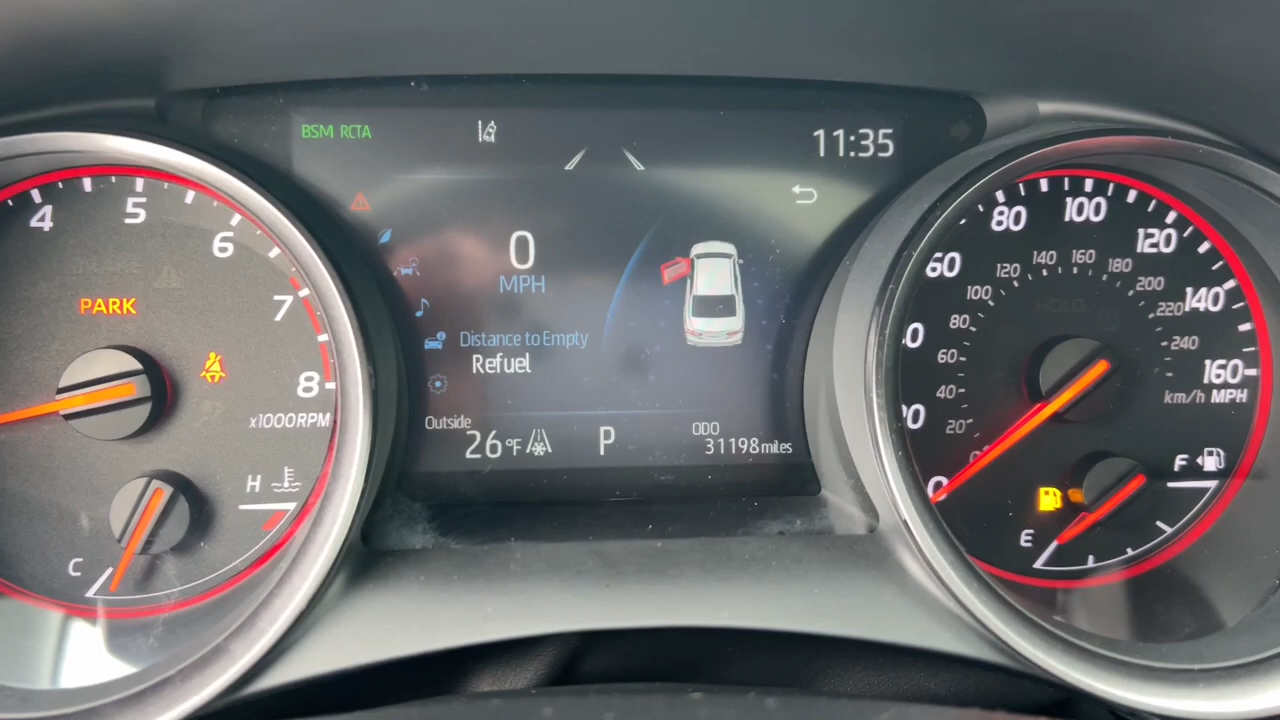 BSM RCTA
11:35
0
MPH
Distance to Empty
Refuel
Outside
26°F
P
ODO
31198 miles
4
5
6
7
8
x1000RPM
PARK
H
C
0
60
80
100
120
140
160
20
40
60
80
100
120
140
160
180
200
220
240
km/h MPH
HOLD
F
E